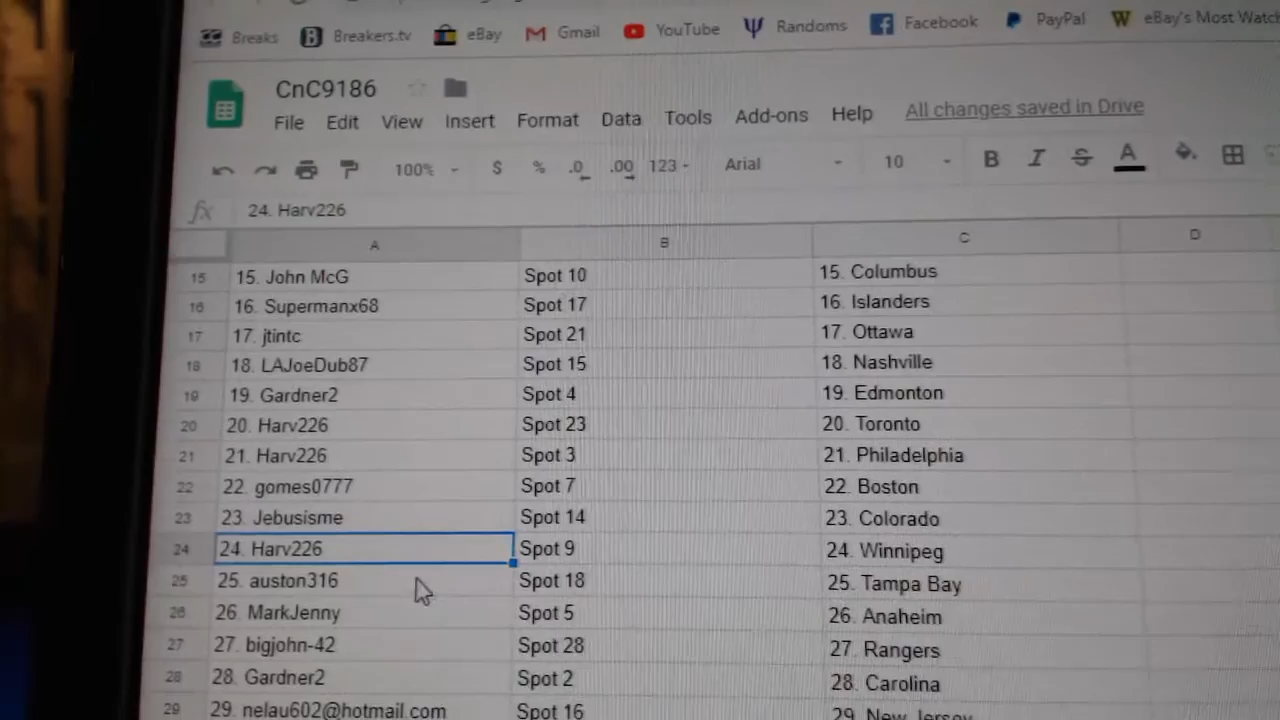 Breaks Breakers.tv eBay Gmail YouTube Randoms Facebook PayPal eBay's Most Watch
CnC9186
File Edit View Insert Format Data Tools Add-ons Help All changes saved in Drive
100% $ % .0 .00 123 Arial 10 B I S A
fx 24. Harv226
A B C D
15 15. John McG Spot 10 15. Columbus
16 16. Supermanx68 Spot 17 16. Islanders
17 17. jtintc Spot 21 17. Ottawa
18 18. LAJoeDub87 Spot 15 18. Nashville
19 19. Gardner2 Spot 4 19. Edmonton
20 20. Harv226 Spot 23 20. Toronto
21 21. Harv226 Spot 3 21. Philadelphia
22 22. gomes0777 Spot 7 22. Boston
23 23. Jebusisme Spot 14 23. Colorado
24 24. Harv226 Spot 9 24. Winnipeg
25 25. auston316 Spot 18 25. Tampa Bay
26 26. MarkJenny Spot 5 26. Anaheim
27 27. bigjohn-42 Spot 28 27. Rangers
28 28. Gardner2 Spot 2 28. Carolina
29 29. nelau602@hotmail.com Spot 16 29. New Jersey